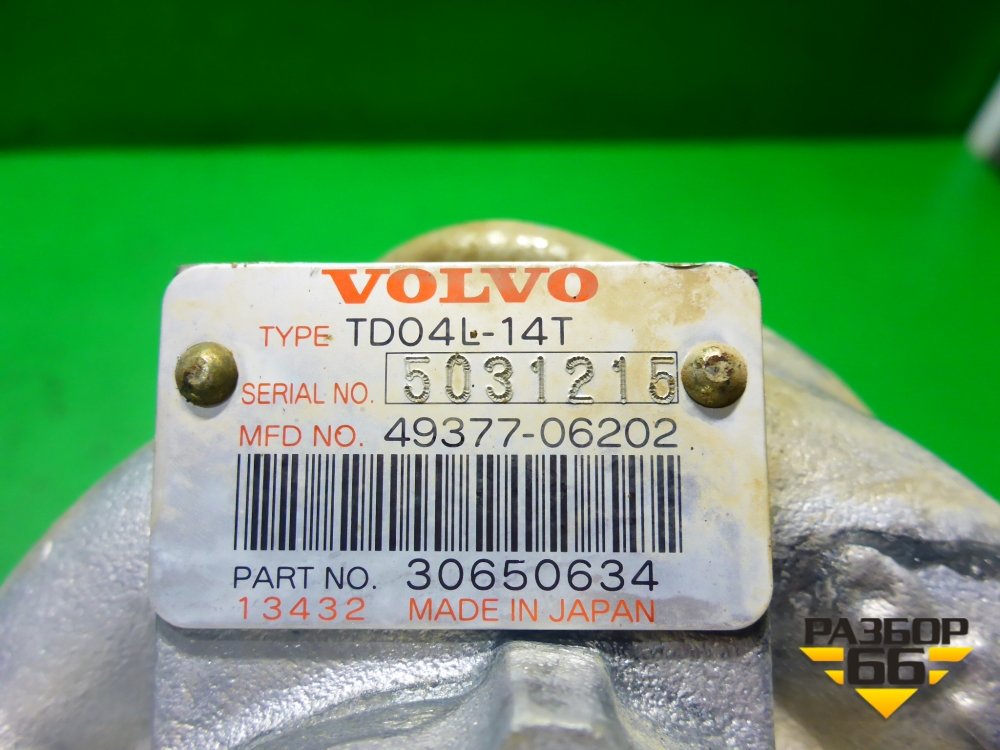 VOLVO
TYPE TD04L-14T
SERIAL NO. 5031215
MFD NO. 49377-06202
PART NO. 30650634
13432 MADE IN JAPAN
РАЗБОР
66